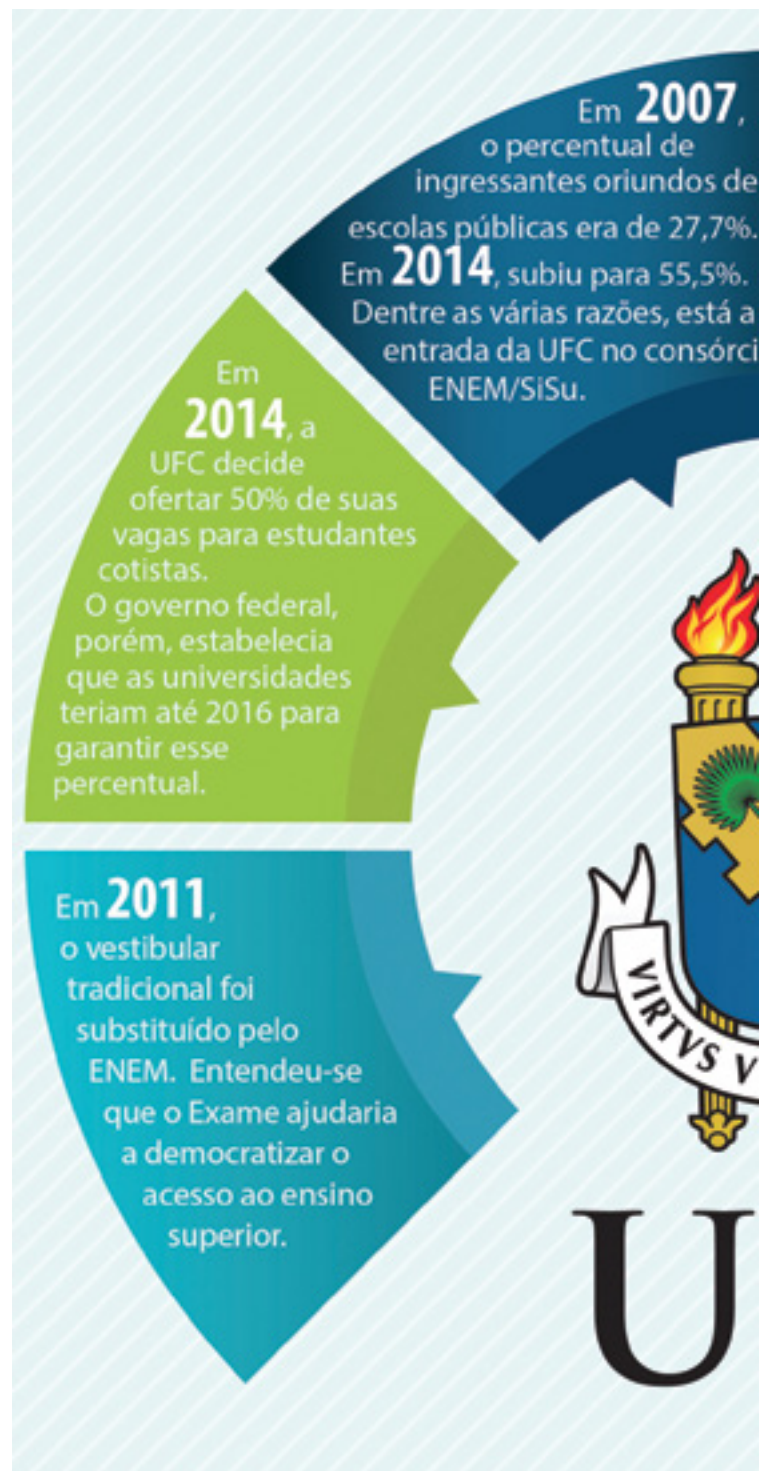 Em 2007,
o percentual de
ingressantes oriundos de
escolas públicas era de 27,7%.
Em 2014, subiu para 55,5%.
Dentre as várias razões, está a
entrada da UFC no consórci
ENEM/SiSu.
Em
2014, a
UFC decide
ofertar 50% de suas
vagas para estudantes
cotistas.
O governo federal,
porém, estabelecia
que as universidades
teriam até 2016 para
garantir esse
percentual.
Em 2011,
o vestibular
tradicional foi
substituído pelo
ENEM. Entendeu-se
que o Exame ajudaria
a democratizar o
acesso ao ensino
superior.
VIRTVS V
U